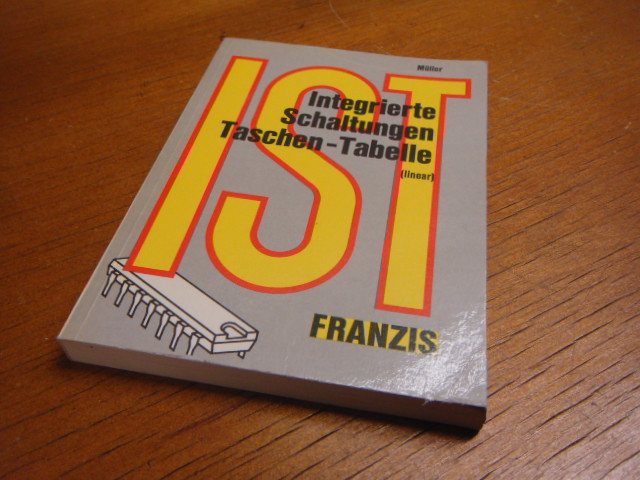 Müller
IST
Integrierte
Schaltungen
Taschen-Tabelle
(linear)
FRANZIS